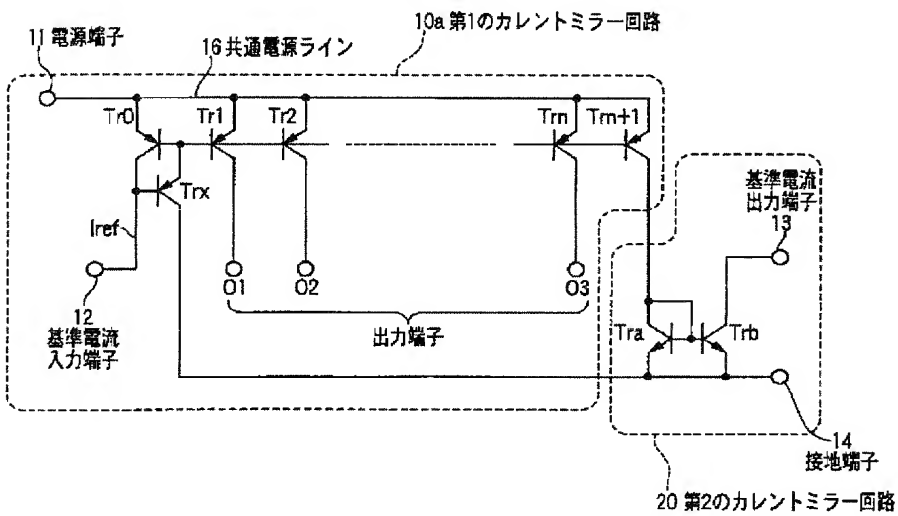 10a 第1のカレントミラー回路
11 電源端子
16 共通電源ライン
Tr0
Tr1
Tr2
Trn
Trn+1
Trx
Iref
基準電流
出力端子
13
12
基準電流
入力端子
O1
O2
O3
出力端子
Tra
Trb
14
接地端子
20 第2のカレントミラー回路